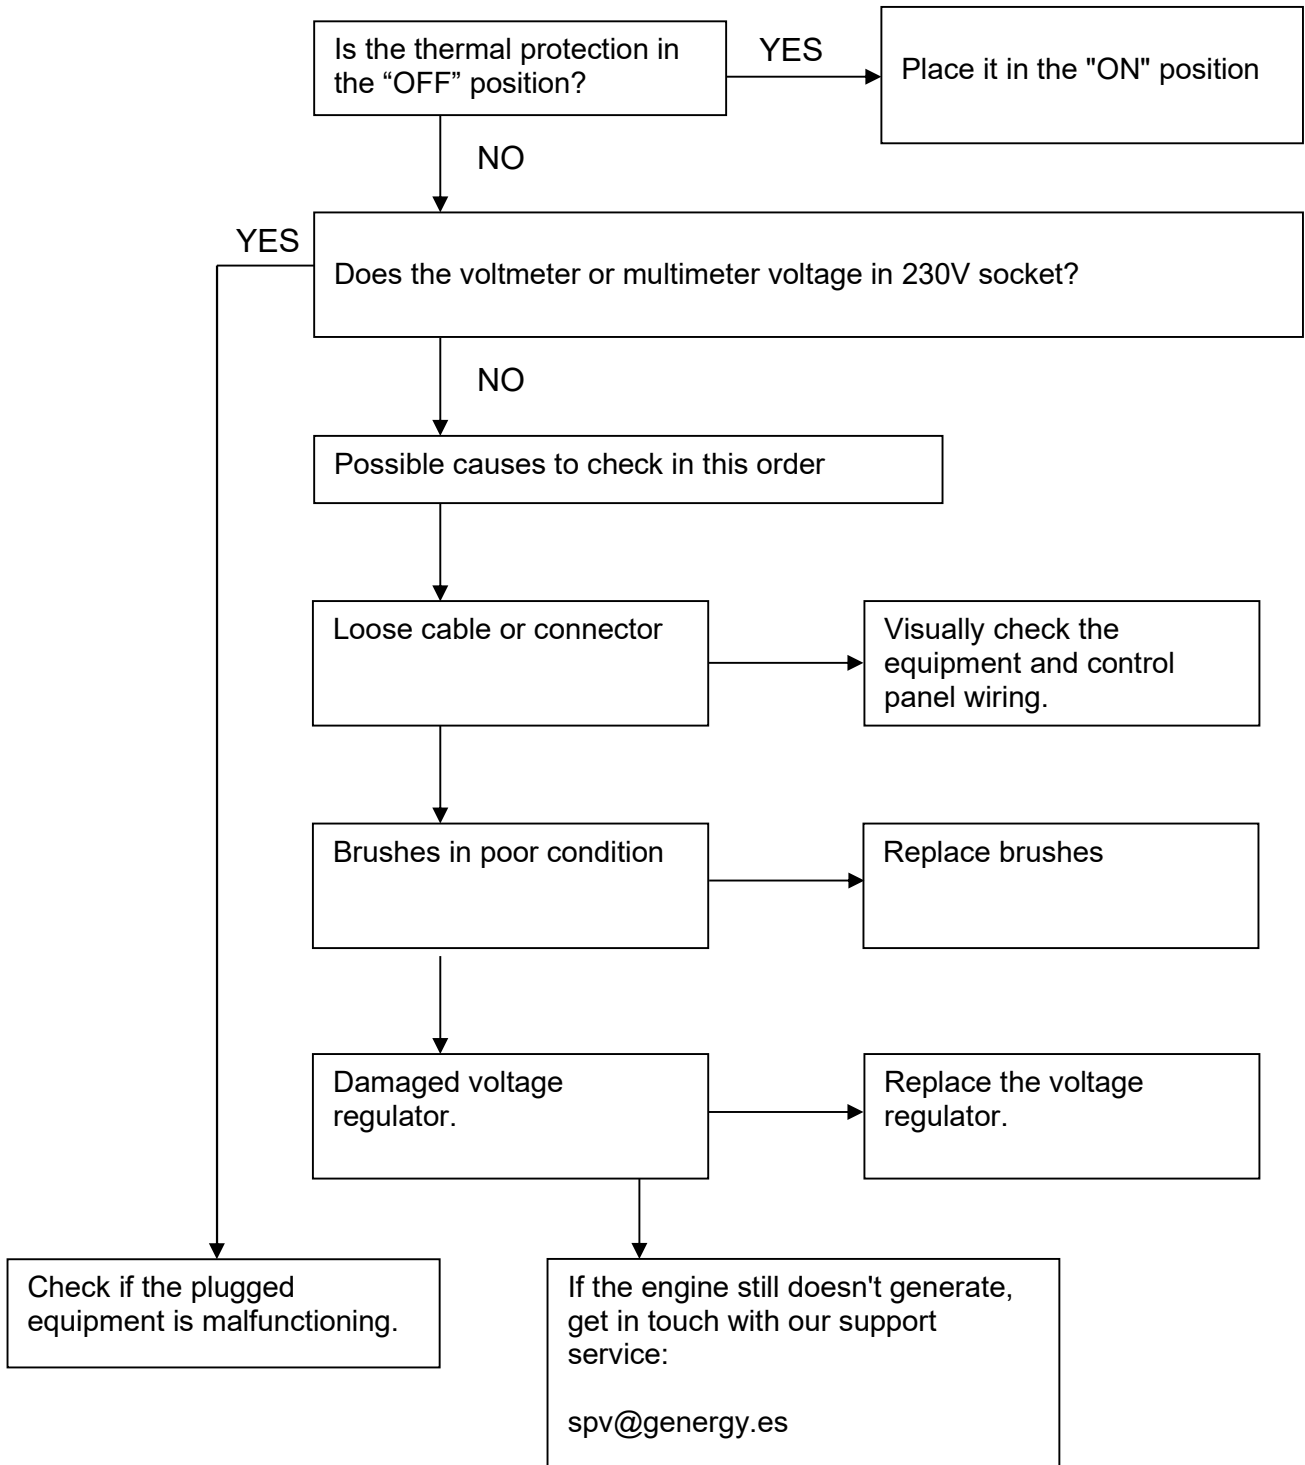 Is the thermal protection in
the “OFF” position?
YES
Place it in the "ON" position
NO
YES
Does the voltmeter or multimeter voltage in 230V socket?
NO
Possible causes to check in this order
Loose cable or connector
Visually check the
equipment and control
panel wiring.
Brushes in poor condition
Replace brushes
Damaged voltage
regulator.
Replace the voltage
regulator.
Check if the plugged
equipment is malfunctioning.
If the engine still doesn't generate,
get in touch with our support
service:
spv@genergy.es